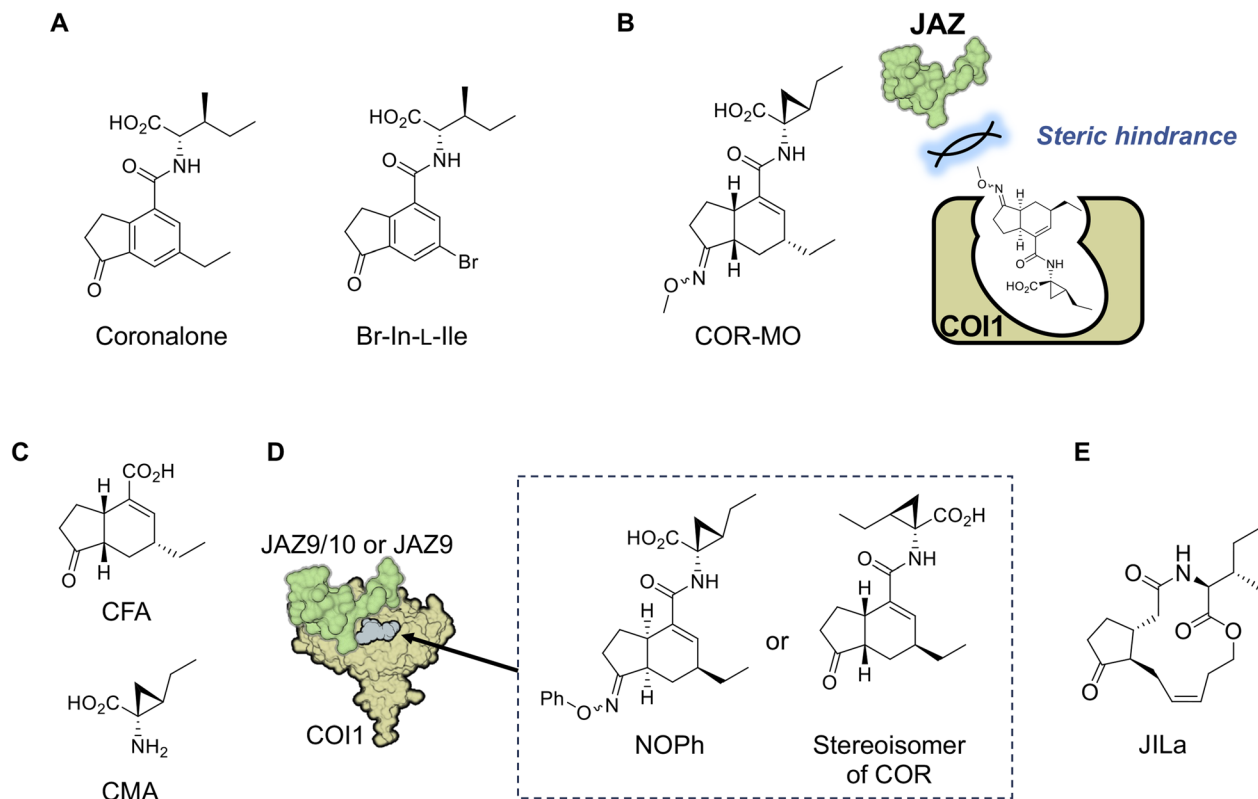 A
HO₂C
O
NH
O
Coronalone
HO₂C
O
NH
O
Br
Br-In-L-Ile
B
HO₂C
O
NH
H
H
O
N
COR-MO
JAZ
Steric hindrance
O
N
H
H
O
NH
HO₂C
COI1
C
CO₂H
H
O
H
CFA
HO₂C
NH₂
CMA
D
JAZ9/10 or JAZ9
COI1
HO₂C
O
NH
H
H
Ph
O
N
NOPh
or
CO₂H
O
NH
H
O
H
Stereoisomer
of COR
E
H
O
N
O
O
O
JILa